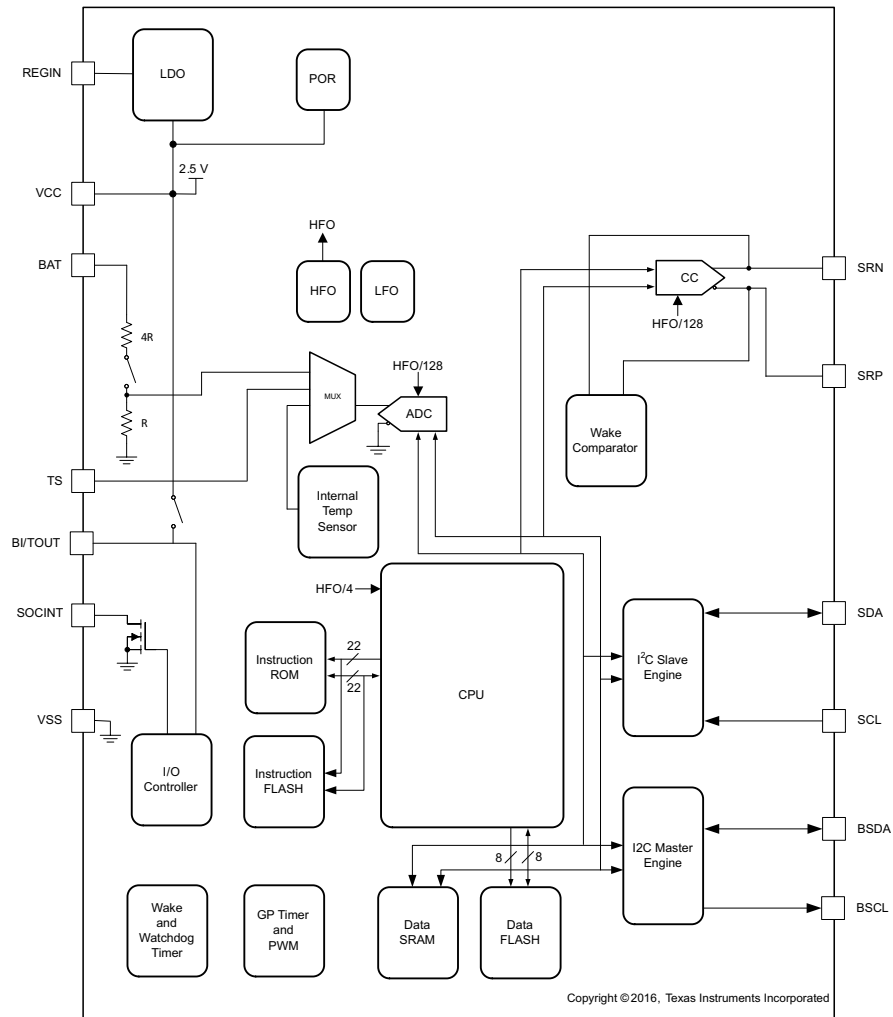 REGIN
LDO
POR
2.5 V
VCC
BAT
HFO
HFO
LFO
CC
HFO/128
SRN
SRP
4R
R
MUX
HFO/128
ADC
Wake
Comparator
TS
Internal
Temp
Sensor
BI/TOUT
HFO/4
SOCINT
Instruction
ROM
22
22
CPU
I²C Slave
Engine
SDA
SCL
VSS
I/O
Controller
Instruction
FLASH
I2C Master
Engine
BSDA
BSCL
8
8
Wake
and
Watchdog
Timer
GP Timer
and
PWM
Data
SRAM
Data
FLASH
Copyright © 2016, Texas Instruments Incorporated